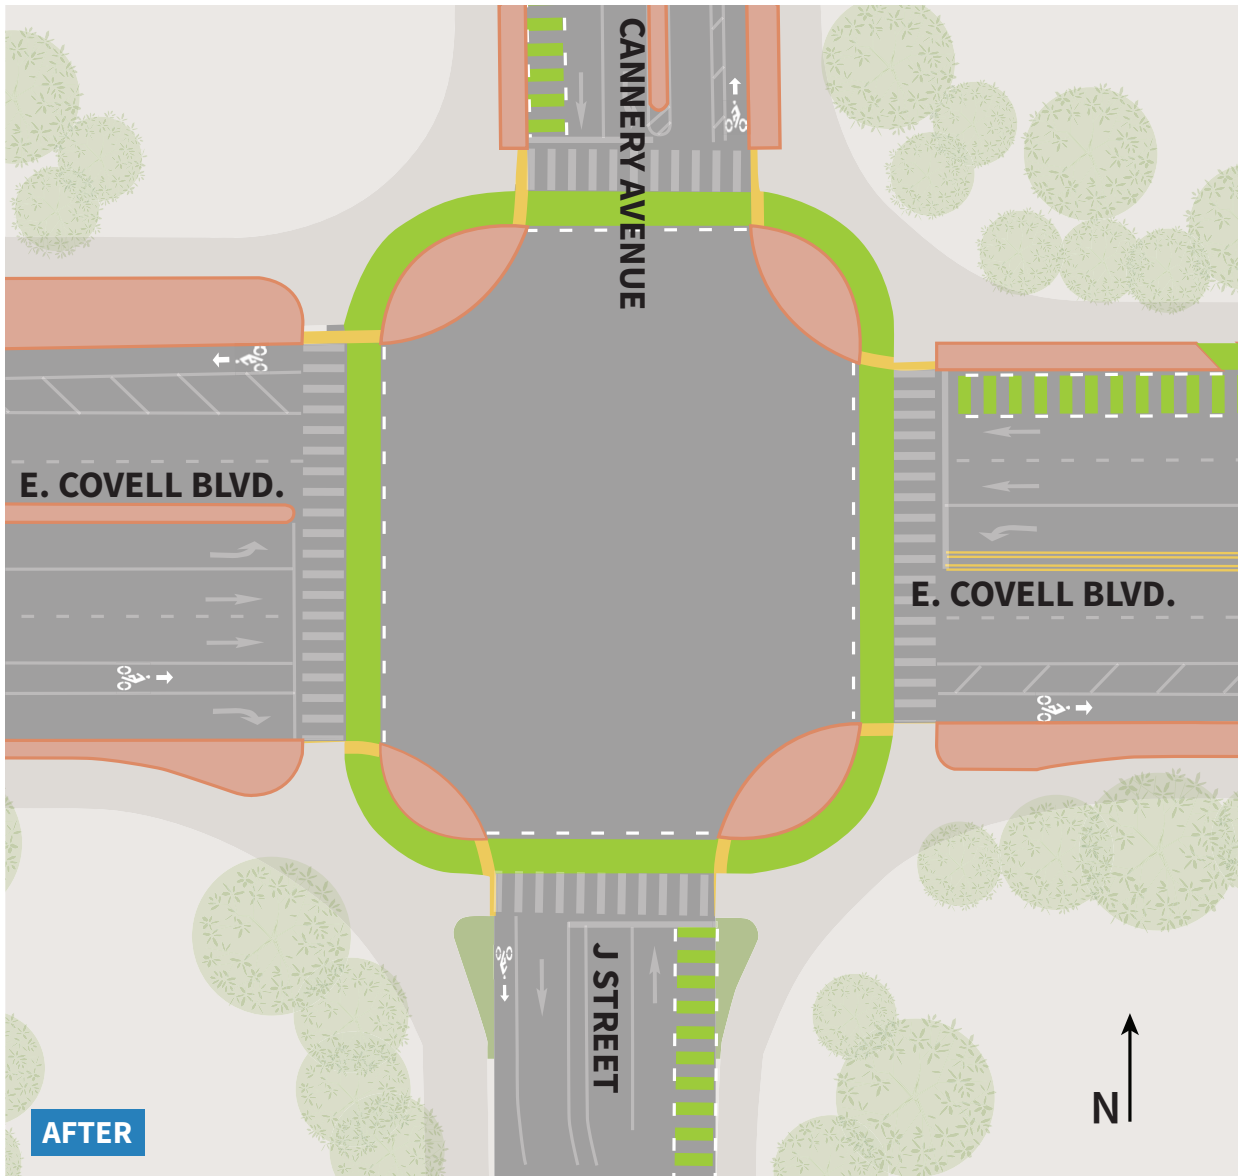 CANNERY AVENUE
E. COVELL BLVD.
E. COVELL BLVD.
J STREET
N
AFTER